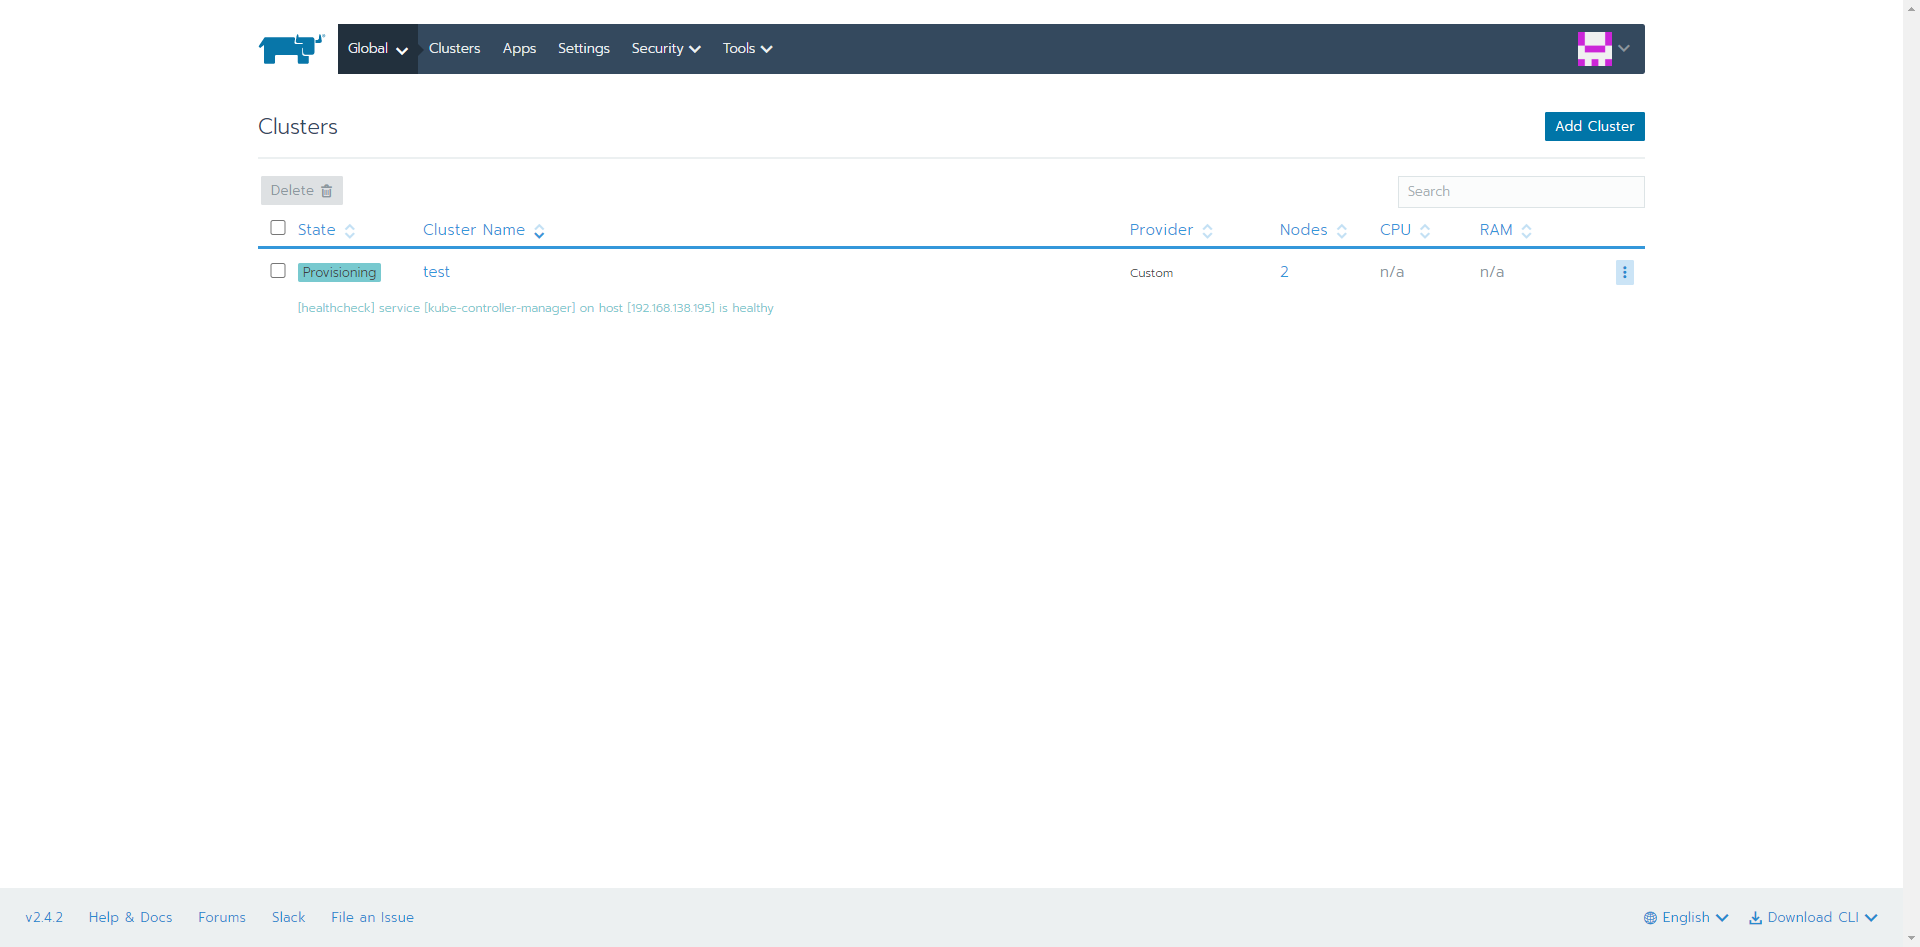 Global Clusters Apps Settings Security Tools
Clusters
Add Cluster
Delete
Search
State Cluster Name Provider Nodes CPU RAM
Provisioning test Custom 2 n/a n/a
[healthcheck] service [kube-controller-manager] on host [192.168.138.195] is healthy
v2.4.2 Help & Docs Forums Slack File an Issue English Download CLI